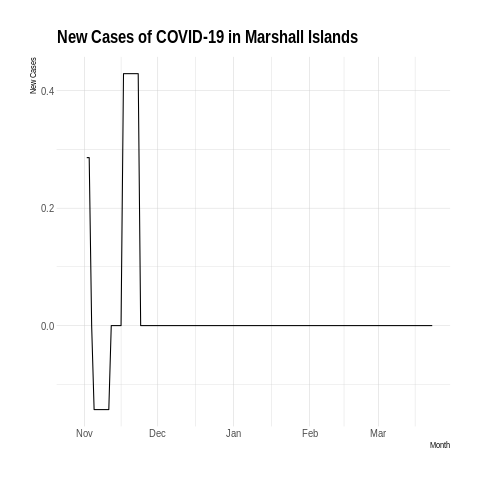 New Cases of COVID-19 in Marshall Islands
New Cases
0.4
0.2
0.0
Nov Dec Jan Feb Mar
Month